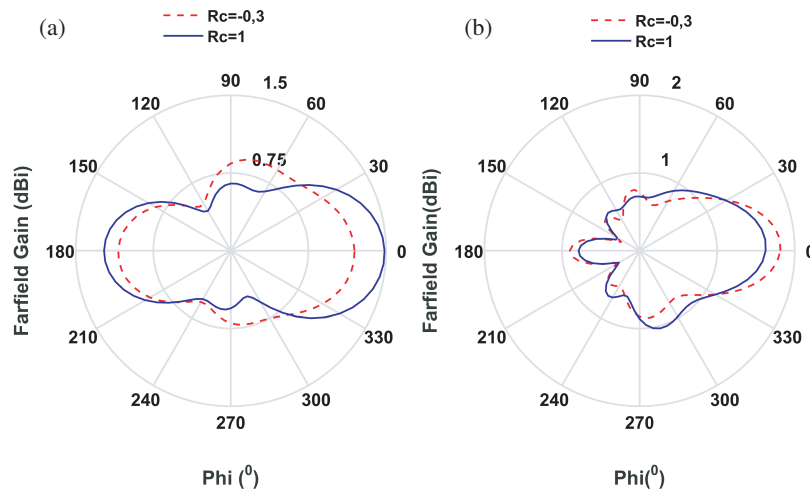 (a)
Rc=-0,3
Rc=1
90
1.5
120
60
0.75
150
30
180
0
210
330
240
300
270
Farfield Gain (dBi)
Phi (⁰)
(b)
Rc=-0,3
Rc=1
90
2
120
60
1
150
30
180
0
210
330
240
300
270
Farfield Gain(dBi)
Phi(⁰)